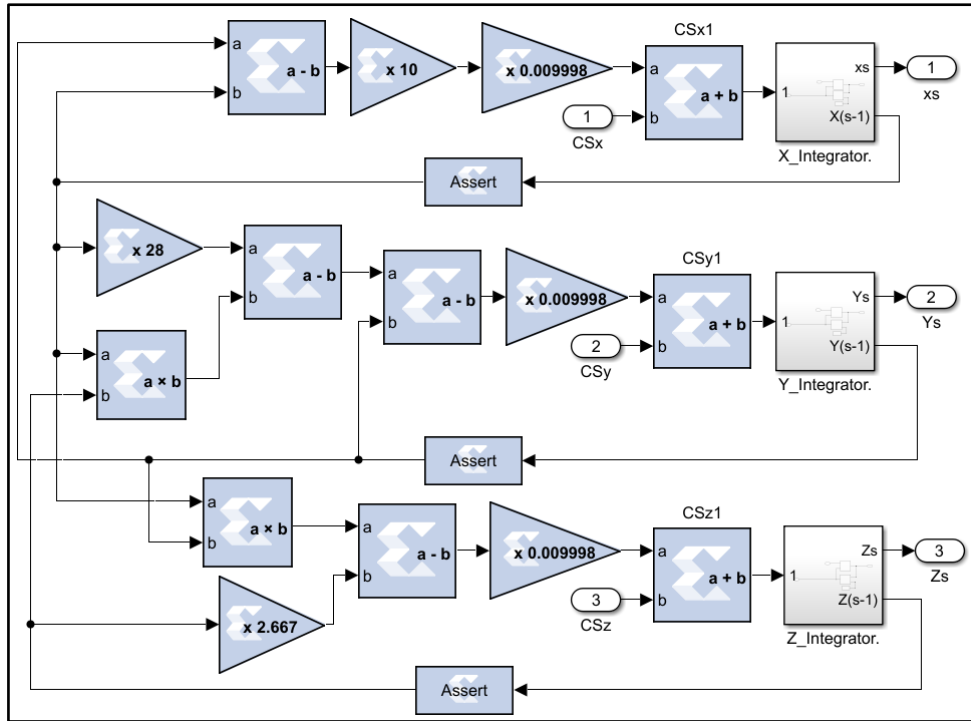 CSx1
a
b
a - b
x 10
x 0.009998
a
b
a + b
1
CSx
1
xs
X(s-1)
X_Integrator.
1
xs
Assert
x 28
a
b
a - b
a
b
a - b
x 0.009998
CSy1
a
b
a + b
2
CSy
1
Ys
Y(s-1)
Y_Integrator.
2
Ys
a
b
a × b
Assert
a
b
a × b
a
b
a - b
x 0.009998
CSz1
a
b
a + b
3
CSz
1
Zs
Z(s-1)
Z_Integrator.
3
Zs
x 2.667
Assert